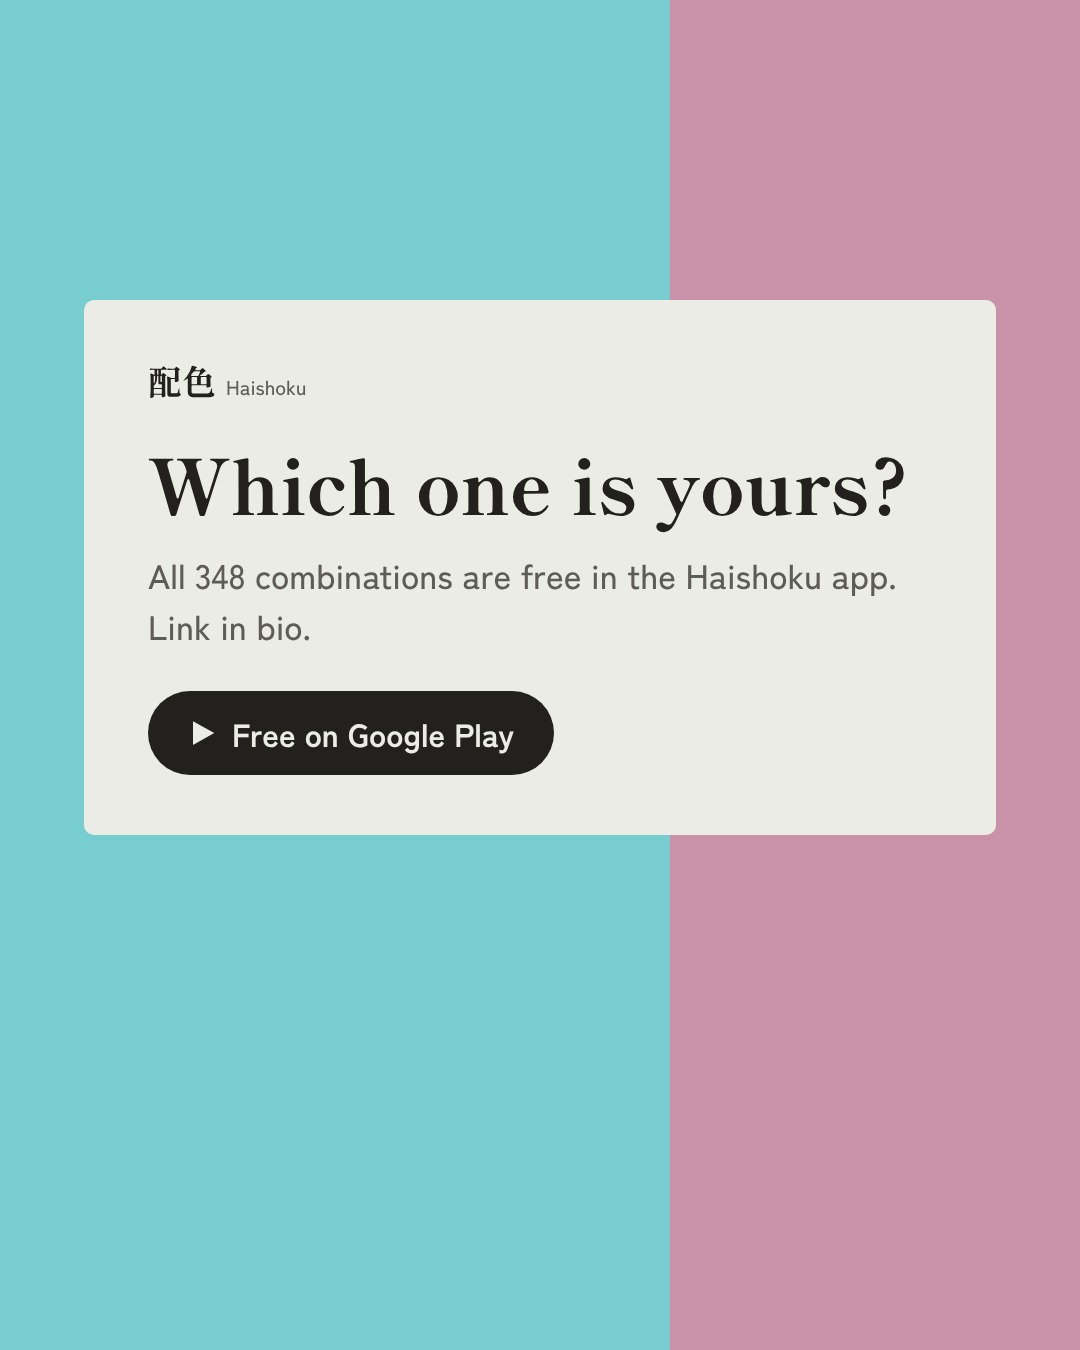 配色 Haishoku
Which one is yours?
All 348 combinations are free in the Haishoku app.
Link in bio.
Free on Google Play